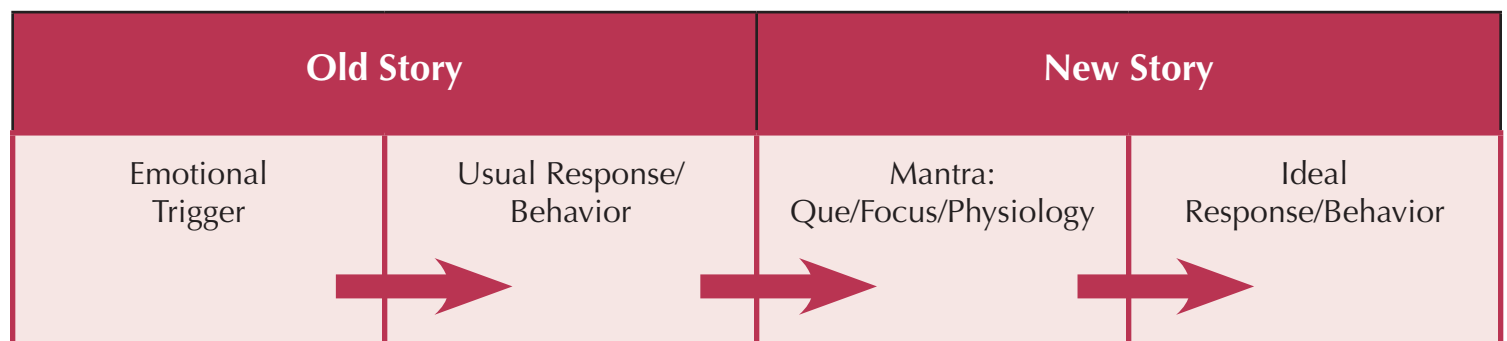 Old Story
New Story
Emotional
Trigger
Usual Response/
Behavior
Mantra:
Que/Focus/Physiology
Ideal
Response/Behavior